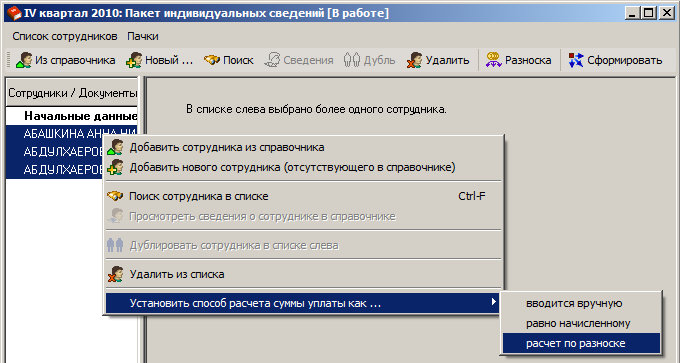 IV квартал 2010: Пакет индивидуальных сведений [В работе]
Список сотрудников Пачки
Из справочника Новый ... Поиск Сведения Дубль Удалить Разноска Сформировать
Сотрудники / Документы
Начальные данные
АБАШКИНА АННА НИ
АБДУЛХАЕРОВ
АБДУЛХАЕРОВ
В списке слева выбрано более одного сотрудника.
Добавить сотрудника из справочника
Добавить нового сотрудника (отсутствующего в справочнике)
Поиск сотрудника в списке Ctrl-F
Просмотреть сведения о сотруднике в справочнике
Дублировать сотрудника в списке слева
Удалить из списка
Установить способ расчета суммы уплаты как ...
вводится вручную
равно начисленному
расчет по разноске